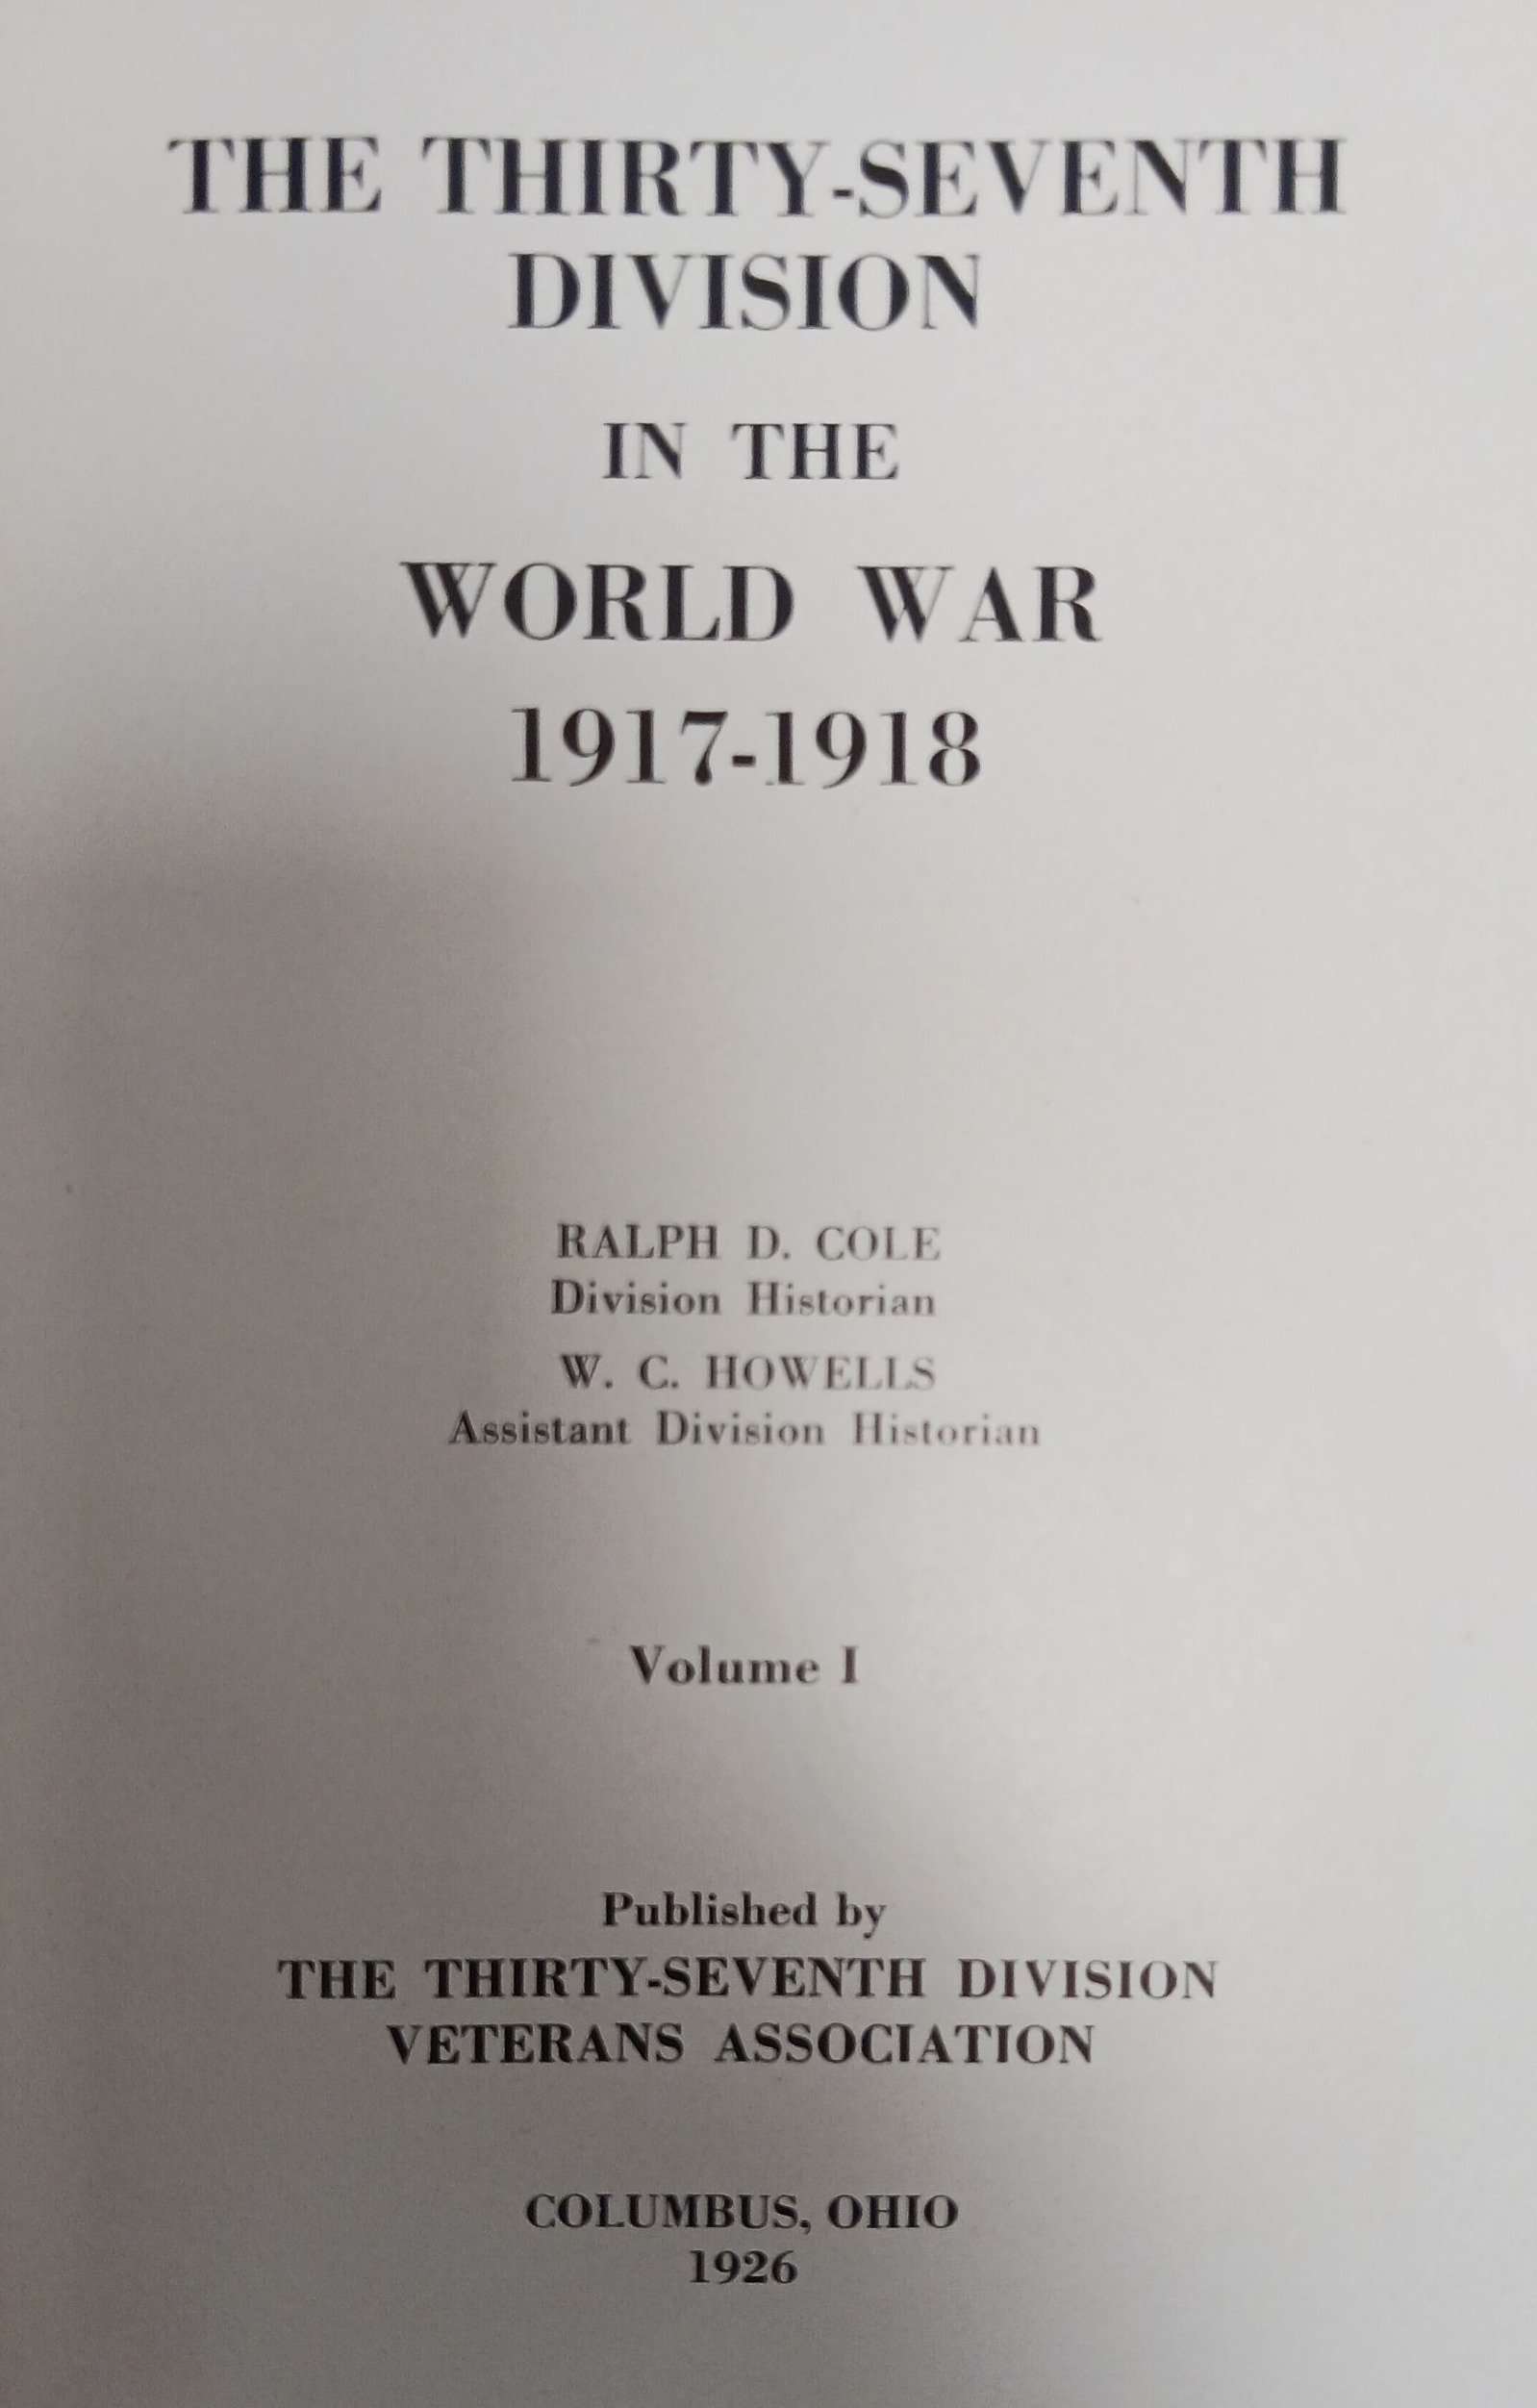 THE THIRTY-SEVENTH
DIVISION
IN THE
WORLD WAR
1917-1918
RALPH D. COLE
Division Historian
W. C. HOWELLS
Assistant Division Historian
Volume I
Published by
THE THIRTY-SEVENTH DIVISION
VETERANS ASSOCIATION
COLUMBUS, OHIO
1926